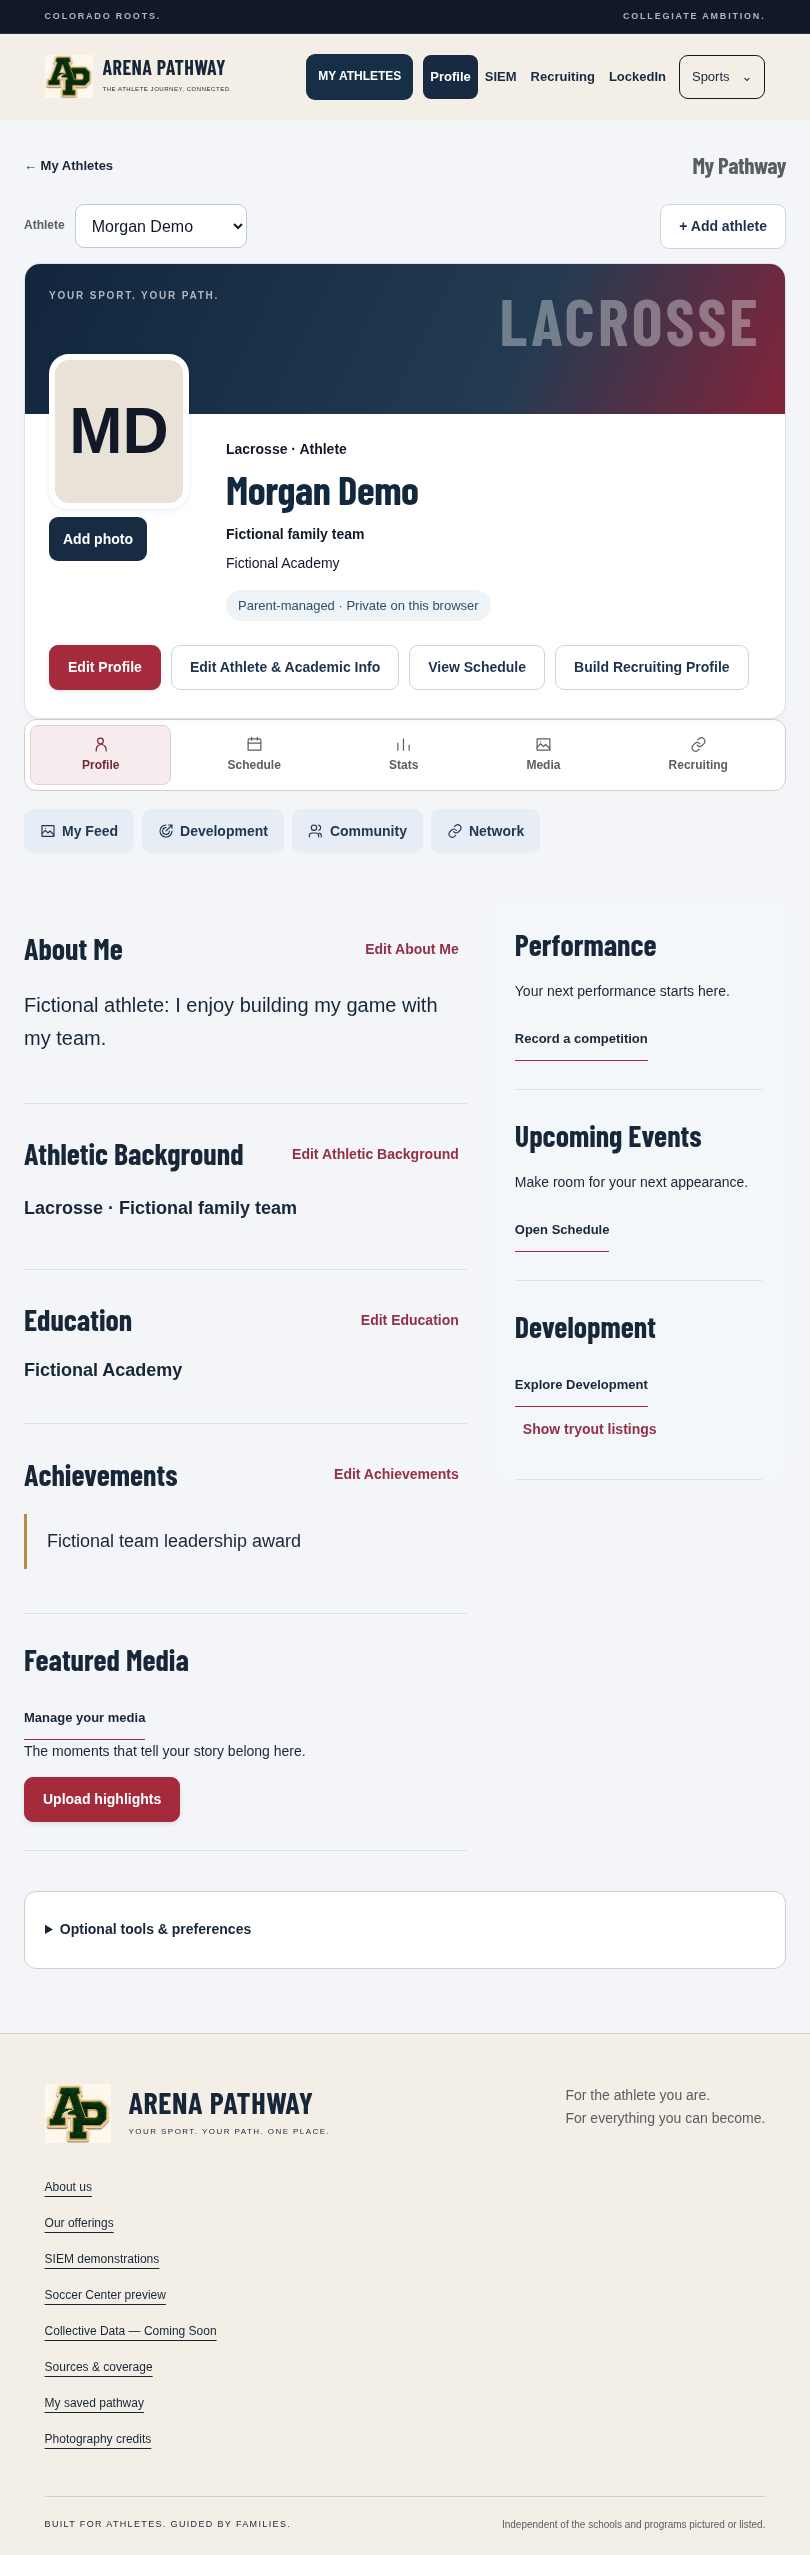 COLORADO ROOTS.
COLLEGIATE AMBITION.
AP
ARENA PATHWAY
THE ATHLETE JOURNEY, CONNECTED.
MY ATHLETES
Profile
SIEM
Recruiting
LockedIn
Sports
← My Athletes
My Pathway
Athlete
Morgan Demo
+ Add athlete
YOUR SPORT. YOUR PATH.
LACROSSE
MD
Add photo
Lacrosse · Athlete
Morgan Demo
Fictional family team
Fictional Academy
Parent-managed · Private on this browser
Edit Profile
Edit Athlete & Academic Info
View Schedule
Build Recruiting Profile
Profile
Schedule
Stats
Media
Recruiting
My Feed
Development
Community
Network
About Me
Edit About Me
Fictional athlete: I enjoy building my game with
my team.
Athletic Background
Edit Athletic Background
Lacrosse · Fictional family team
Education
Edit Education
Fictional Academy
Achievements
Edit Achievements
Fictional team leadership award
Featured Media
Manage your media
The moments that tell your story belong here.
Upload highlights
Performance
Your next performance starts here.
Record a competition
Upcoming Events
Make room for your next appearance.
Open Schedule
Development
Explore Development
Show tryout listings
Optional tools & preferences
AP
ARENA PATHWAY
YOUR SPORT. YOUR PATH. ONE PLACE.
For the athlete you are.
For everything you can become.
About us
Our offerings
SIEM demonstrations
Soccer Center preview
Collective Data — Coming Soon
Sources & coverage
My saved pathway
Photography credits
BUILT FOR ATHLETES. GUIDED BY FAMILIES.
Independent of the schools and programs pictured or listed.